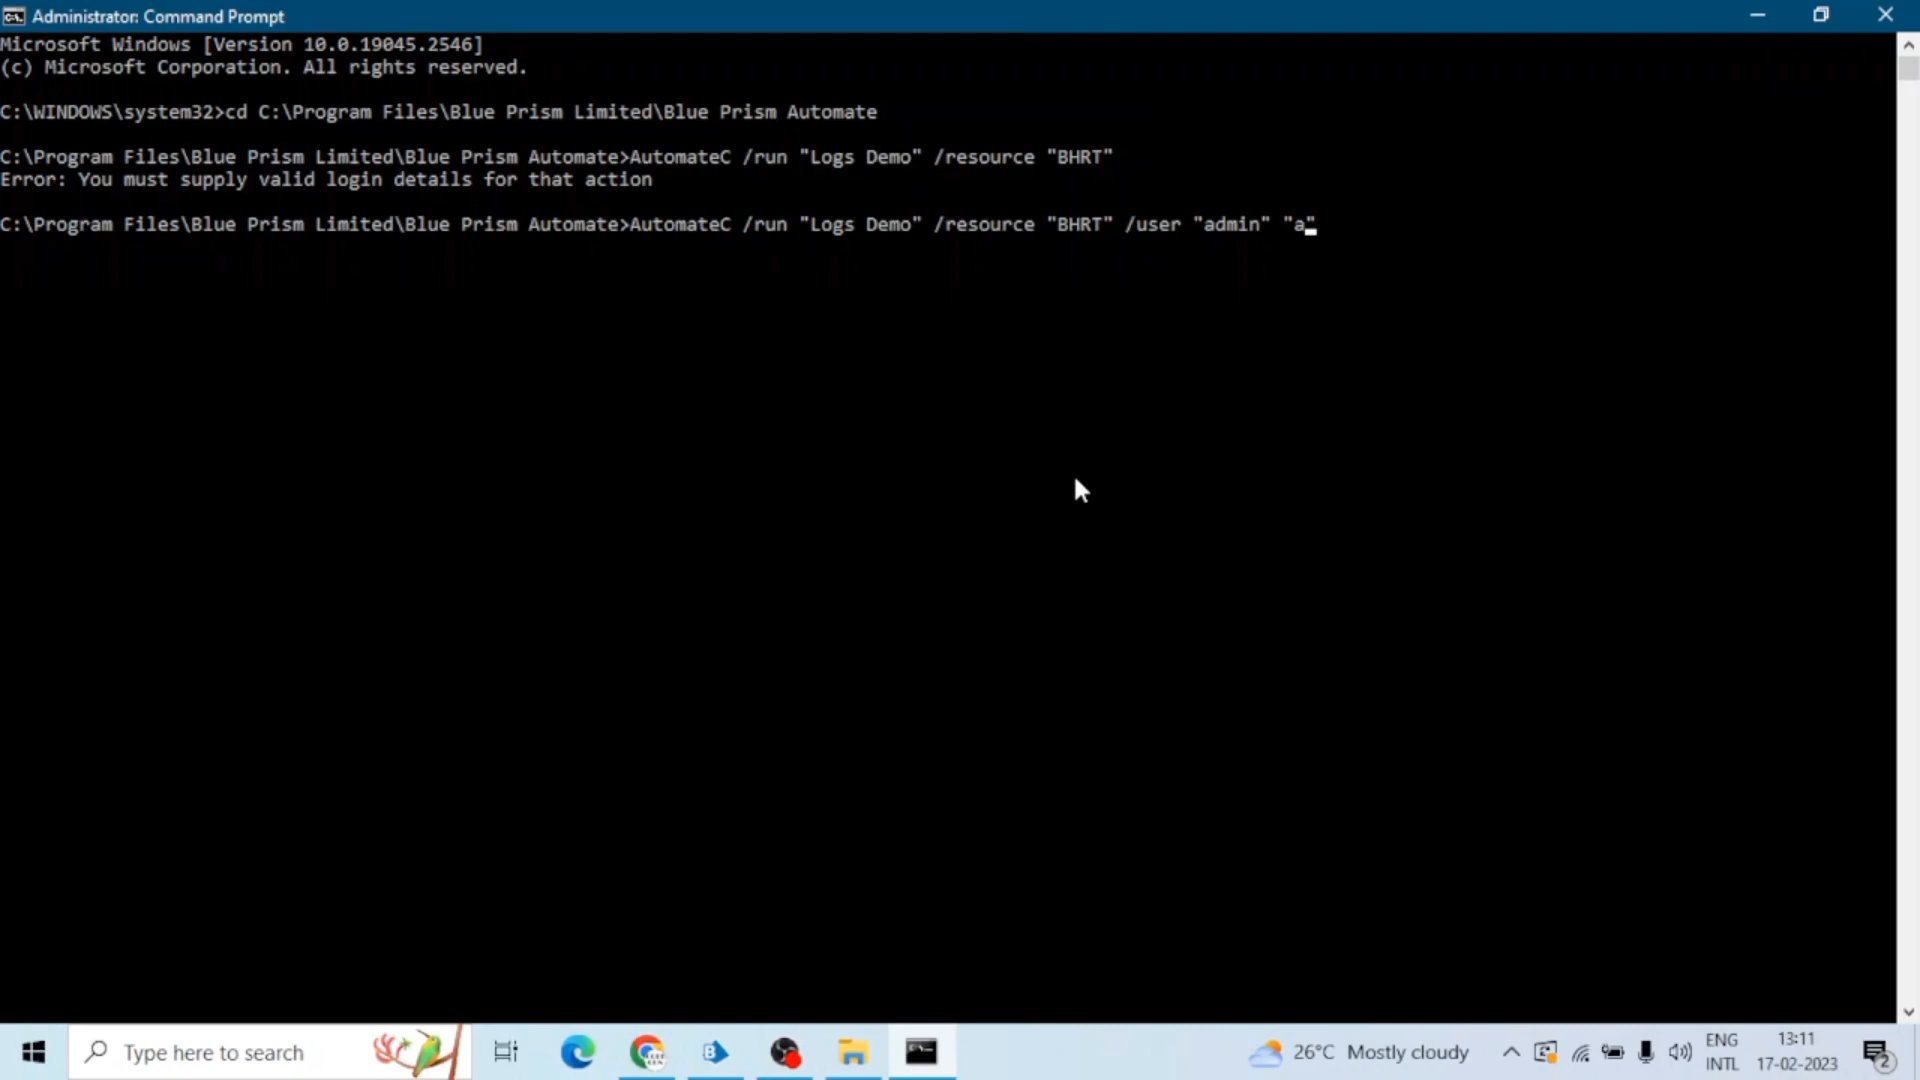 Administrator: Command Prompt
Microsoft Windows [Version 10.0.19045.2546]
(c) Microsoft Corporation. All rights reserved.
C:\WINDOWS\system32>cd C:\Program Files\Blue Prism Limited\Blue Prism Automate
C:\Program Files\Blue Prism Limited\Blue Prism Automate>AutomateC /run "Logs Demo" /resource "BHRT"
Error: You must supply valid login details for that action
C:\Program Files\Blue Prism Limited\Blue Prism Automate>AutomateC /run "Logs Demo" /resource "BHRT" /user "admin" "a"
Type here to search
26°C Mostly cloudy
ENG
INTL
13:11
17-02-2023
2